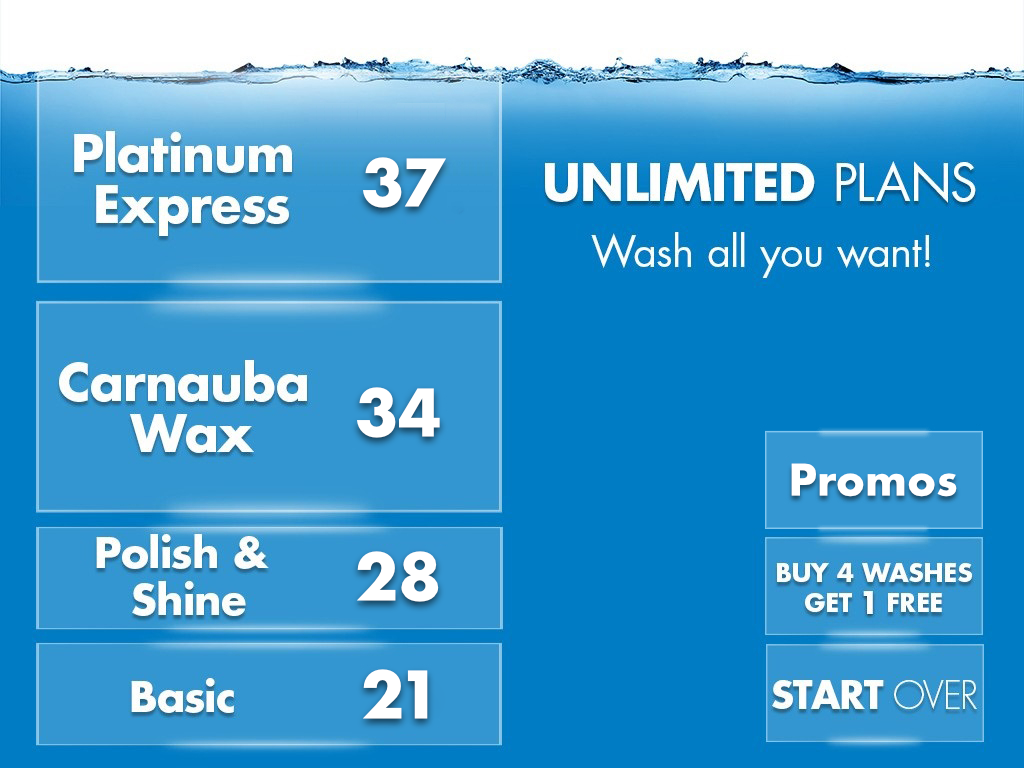 Platinum
Express
37
Carnauba
Wax
34
Polish &
Shine
28
Basic
21
UNLIMITED PLANS
Wash all you want!
Promos
BUY 4 WASHES
GET 1 FREE
START OVER